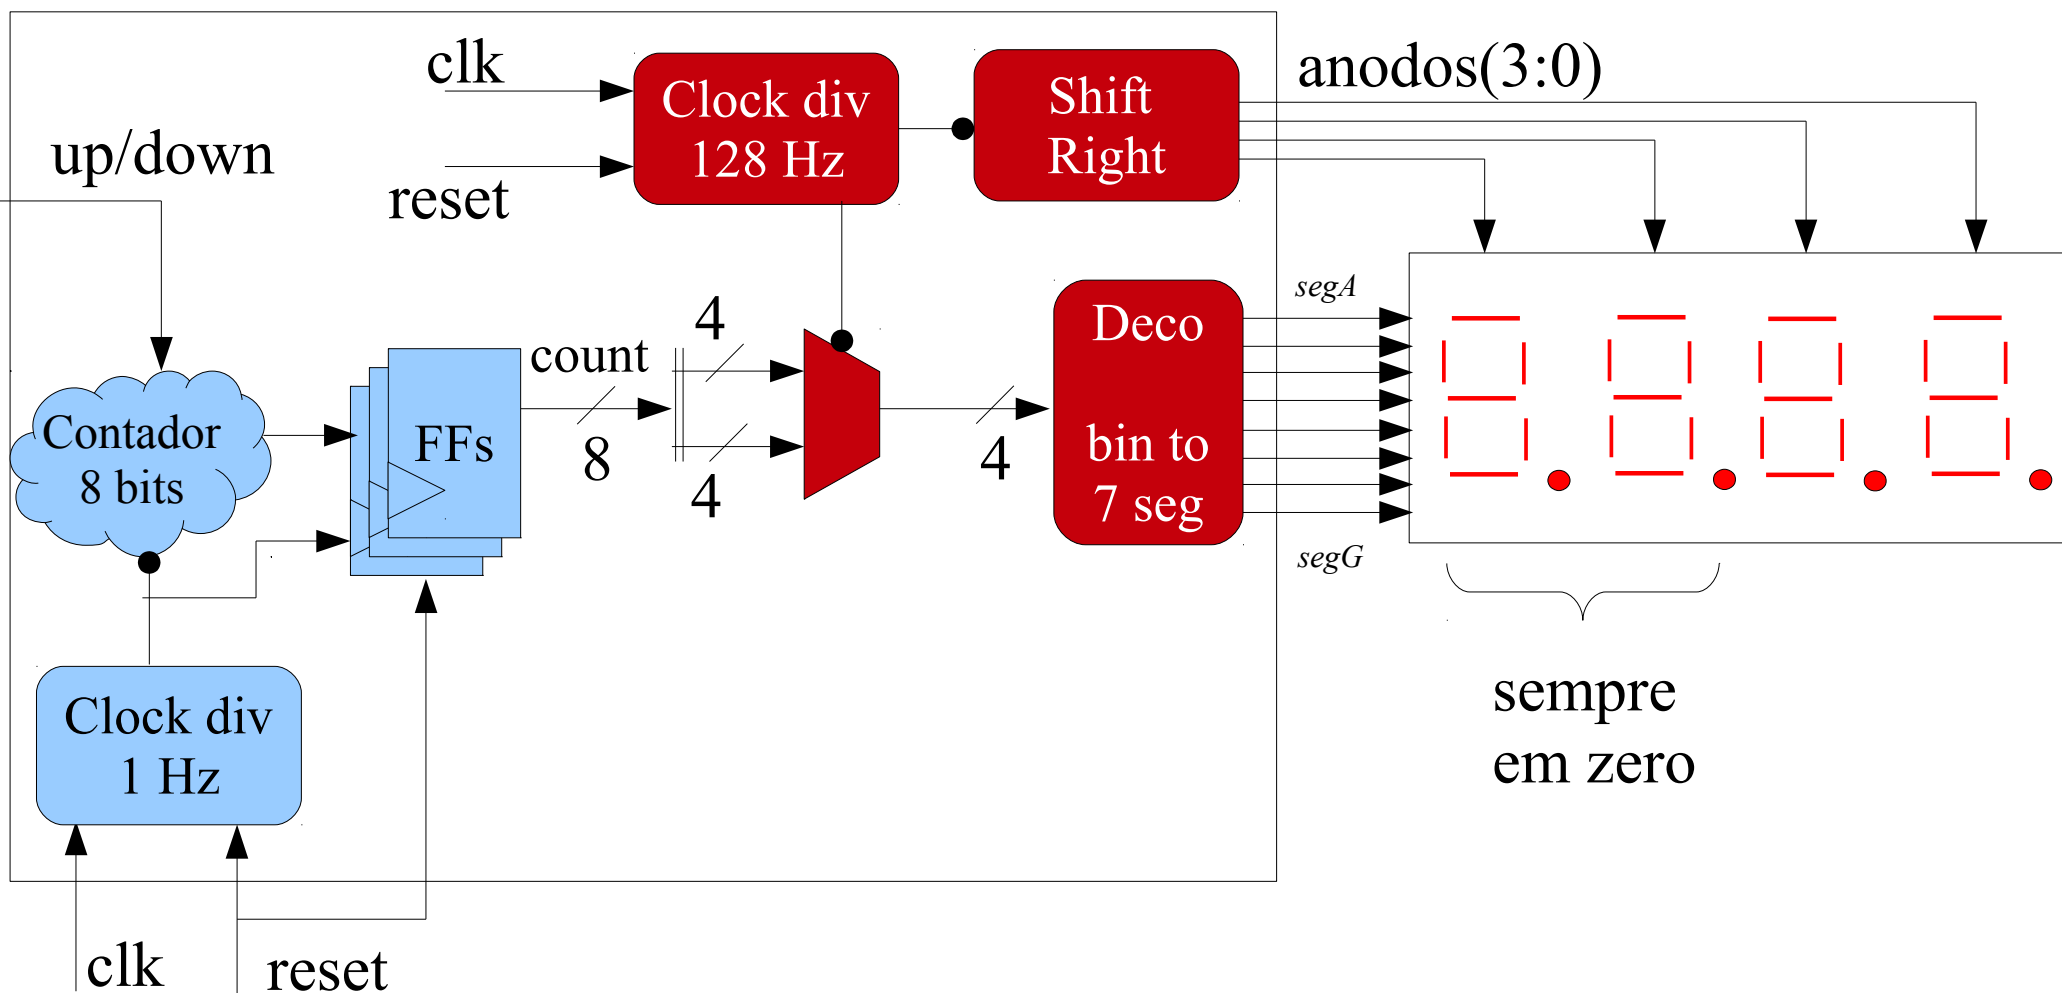 clk
Clock div
128 Hz
reset
Shift
Right
anodos(3:0)
up/down
Contador
8 bits
FFs
count
8
4
4
4
Deco
bin to
7 seg
segA
segG
sempre
em zero
Clock div
1 Hz
clk
reset